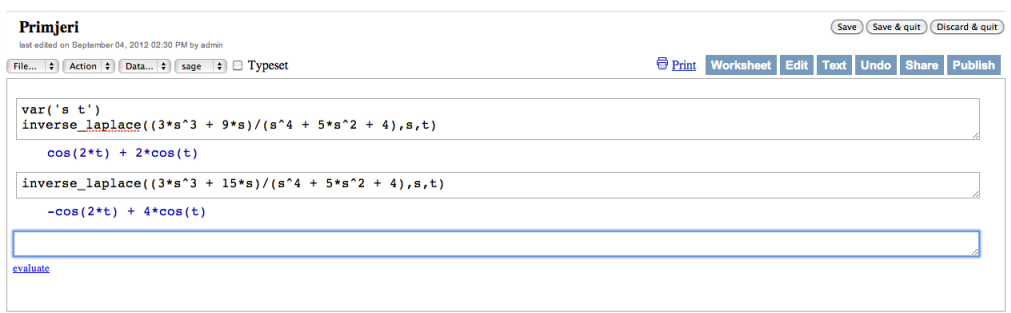 Primjeri
Save Save & quit Discard & quit
last edited on September 04, 2012 02:30 PM by admin
File... Action Data... sage Typeset Print Worksheet Edit Text Undo Share Publish
var('s t')
inverse_laplace((3*s^3 + 9*s)/(s^4 + 5*s^2 + 4),s,t)
cos(2*t) + 2*cos(t)
inverse_laplace((3*s^3 + 15*s)/(s^4 + 5*s^2 + 4),s,t)
-cos(2*t) + 4*cos(t)
evaluate